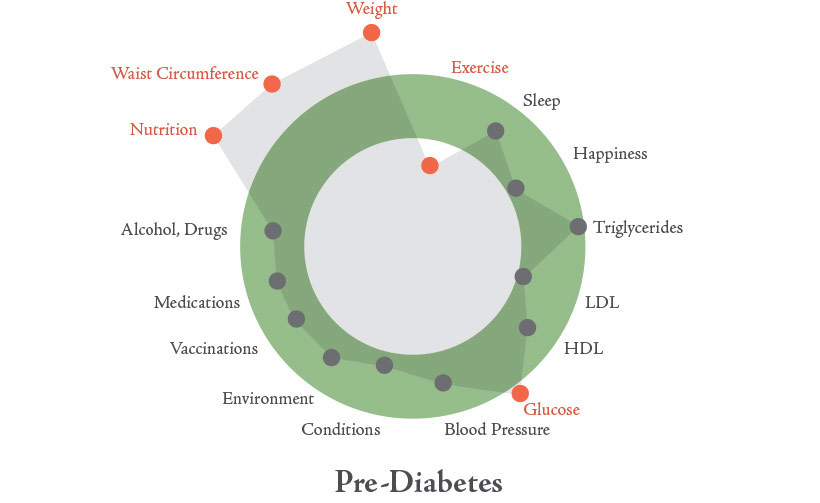 Weight
Exercise
Waist Circumference
Sleep
Nutrition
Happiness
Alcohol, Drugs
Triglycerides
Medications
LDL
Vaccinations
HDL
Environment
Glucose
Conditions
Blood Pressure
Pre-Diabetes